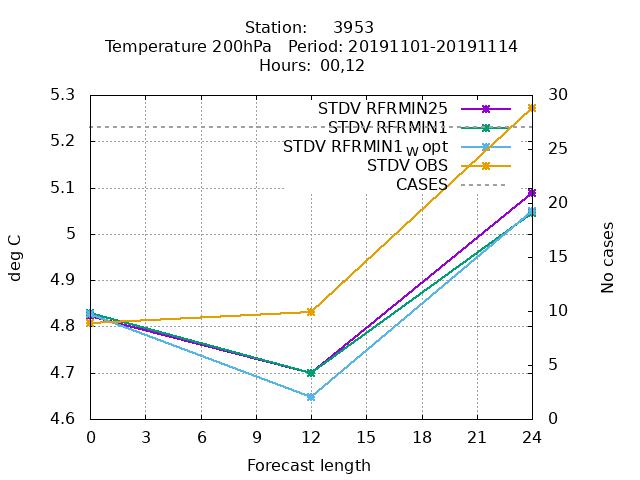 Station:     3953
Temperature 200hPa   Period: 20191101-20191114
Hours:  00,12
5.3
5.2
5.1
5
4.9
4.8
4.7
4.6
deg C
STDV RFRMIN25
STDV RFRMIN1
STDV RFRMIN1_W opt
STDV OBS
CASES
30
25
20
15
10
5
0
No cases
0 3 6 9 12 15 18 21 24
Forecast length